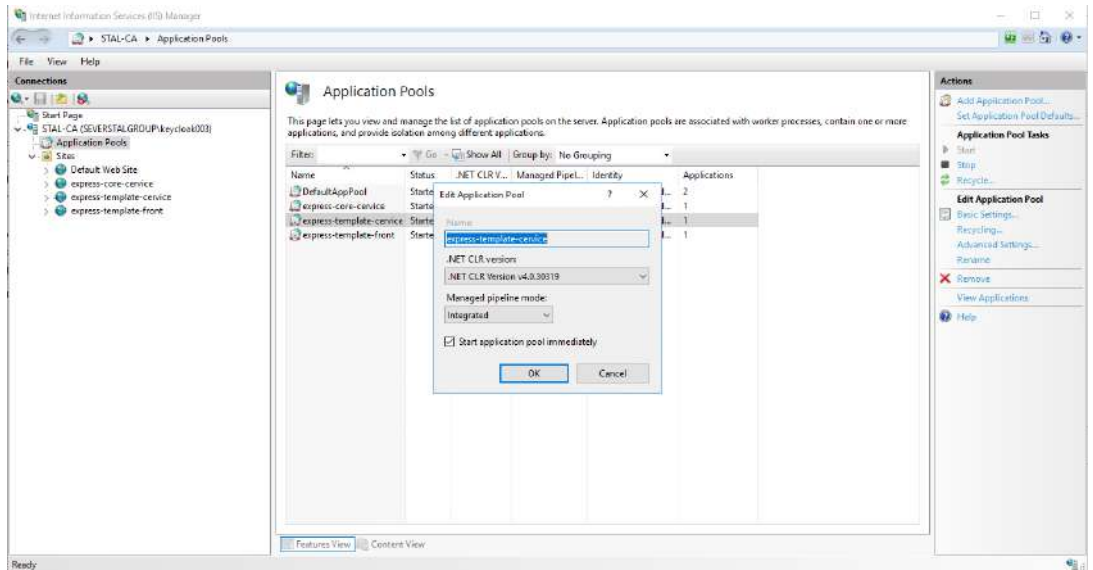 Internet Information Services (IIS) Manager
STAL-CA
Application Pools
File View Help
Connections
Start Page
STAL-CA (SEVERSTALGROUP\keycloak003)
Application Pools
Sites
Default Web Site
express-core-cervice
express-template-cervice
express-template-front
Application Pools
This page lets you view and manage the list of application pools on the server. Application pools are associated with worker processes, contain one or more
applications, and provide isolation among different applications.
Filter: Go Show All Group by: No Grouping
Name Status .NET CLR V... Managed Pipel... Identity Applications
DefaultAppPool Starte 2
express-core-cervice Starte 1
express-template-cervice Starte 1
express-template-front Starte 1
Edit Application Pool ? X
Name:
express-template-cervice
.NET CLR version:
.NET CLR Version v4.0.30319
Managed pipeline mode:
Integrated
Start application pool immediately
OK Cancel
Features View Content View
Actions
Add Application Pool...
Set Application Pool Defaults...
Application Pool Tasks
Start
Stop
Recycle...
Edit Application Pool
Basic Settings...
Recycling...
Advanced Settings...
Rename
Remove
View Applications
Help
Ready